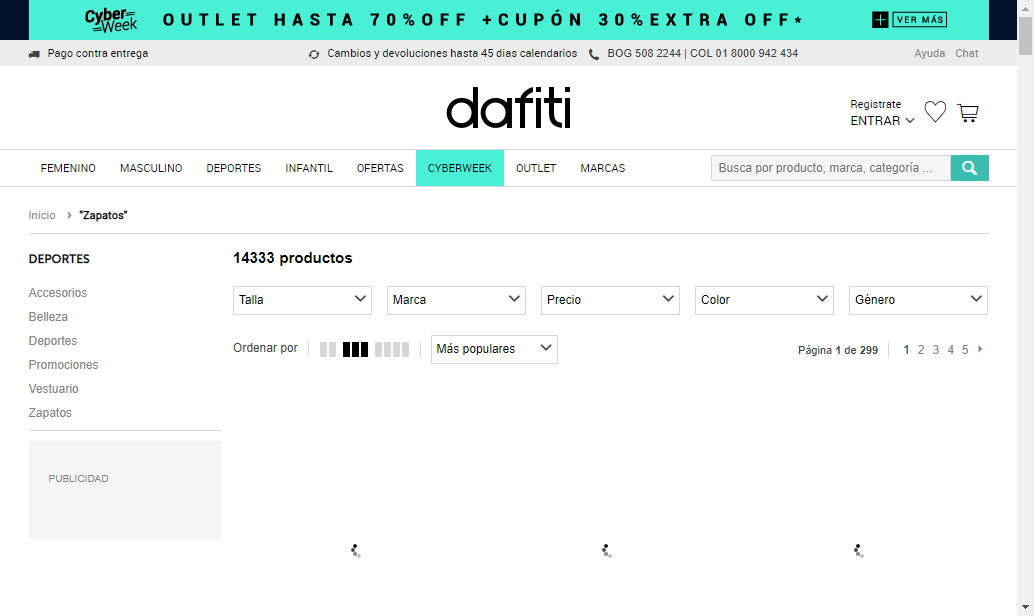 Cyber Week
OUTLET HASTA 70%OFF +CUPÓN 30%EXTRA OFF*
+ VER MÁS
Pago contra entrega
Cambios y devoluciones hasta 45 dias calendarios
BOG 508 2244 | COL 01 8000 942 434
Ayuda Chat
dafiti
Registrate
ENTRAR
FEMENINO MASCULINO DEPORTES INFANTIL OFERTAS CYBERWEEK OUTLET MARCAS
Busca por producto, marca, categoría ...
Inicio > "Zapatos"
DEPORTES
Accesorios
Belleza
Deportes
Promociones
Vestuario
Zapatos
PUBLICIDAD
14333 productos
Talla Marca Precio Color Género
Ordenar por
Más populares
Página 1 de 299
1 2 3 4 5